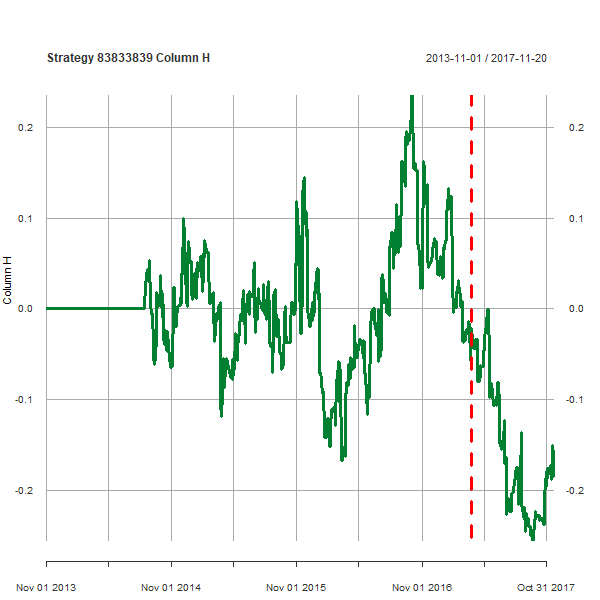 Strategy 83833839 Column H 2013-11-01 / 2017-11-20
0.2 0.2
0.1 0.1
0.0 0.0
-0.1 -0.1
-0.2 -0.2
Column H
Nov 01 2013 Nov 01 2014 Nov 01 2015 Nov 01 2016 Oct 31 2017